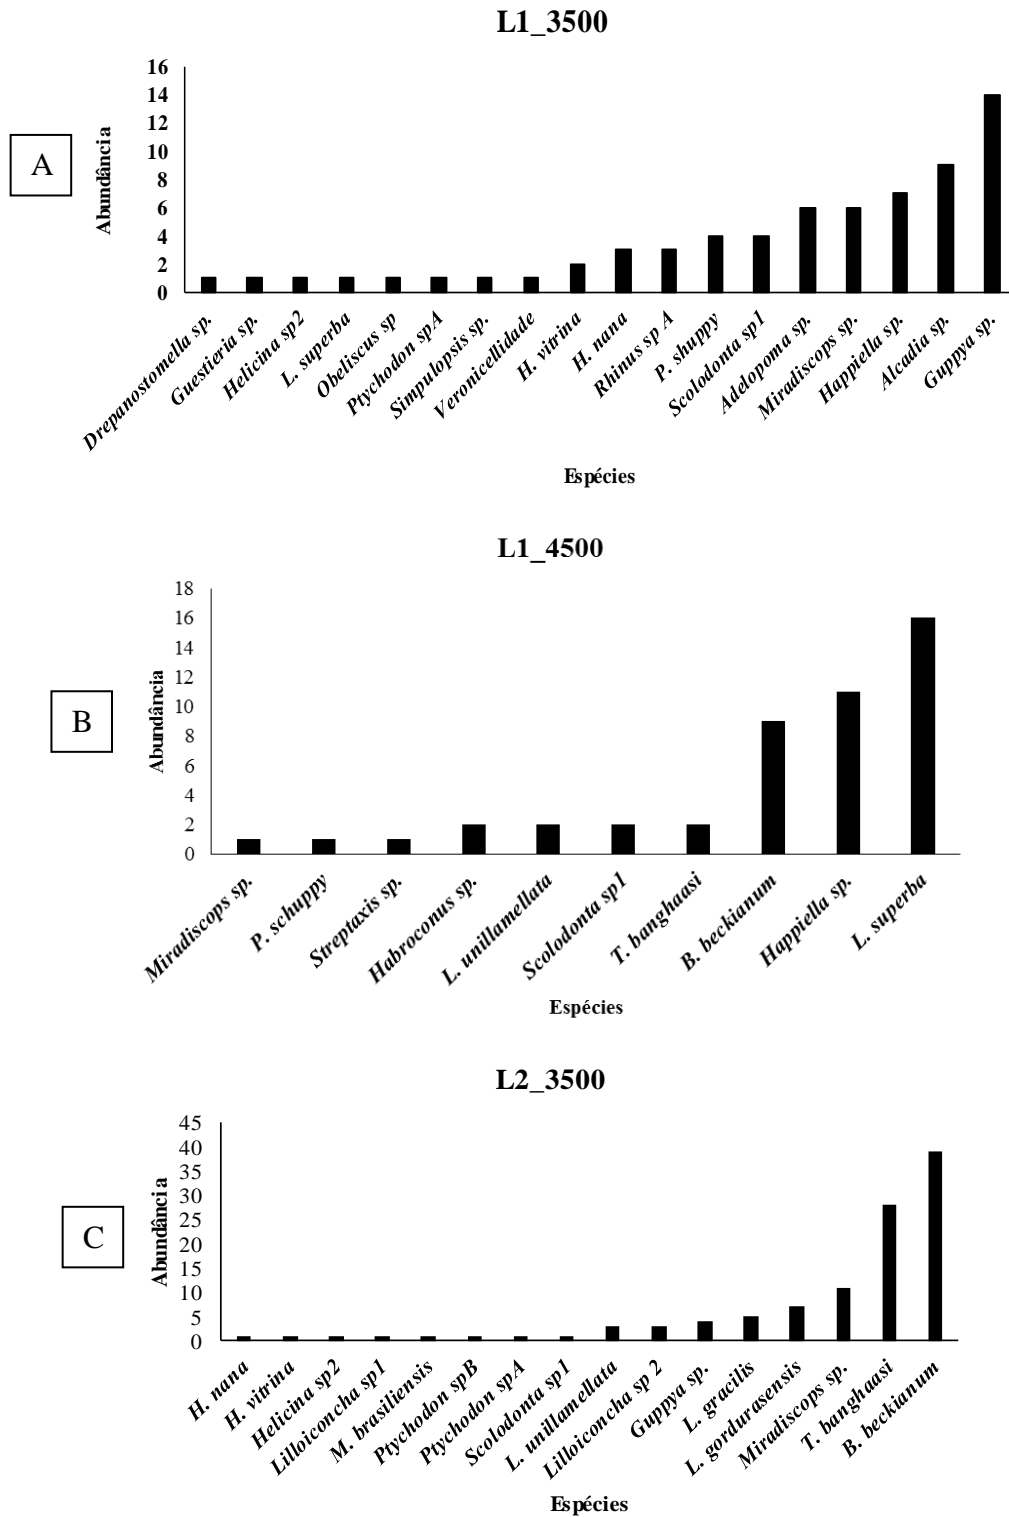 L1_3500
A
Abundância
16
14
12
10
8
6
4
2
0
Drepanostomella sp.
Guestieria sp.
Helicina sp2
L. superba
Obeliscus sp
Ptychodon spA
Simpulopsis sp.
Veronicellidade
H. vitrina
H. nana
Rhinus sp A
P. shuppy
Scolodonta sp1
Adelopoma sp.
Miradiscops sp.
Happiella sp.
Alcadia sp.
Guppya sp.
Espécies
L1_4500
B
Abundância
18
16
14
12
10
8
6
4
2
0
Miradiscops sp.
P. schuppy
Streptaxis sp.
Habroconus sp.
L. unillamellata
Scolodonta sp1
T. banghaasi
B. beckianum
Happiella sp.
L. superba
Espécies
L2_3500
C
Abundância
45
40
35
30
25
20
15
10
5
0
H. nana
H. vitrina
Helicina sp2
Lilloiconcha sp1
M. brasiliensis
Ptychodon spB
Ptychodon spA
Scolodonta sp1
L. unillamellata
Lilloiconcha sp 2
Guppya sp.
L. gracilis
L. gordurasensis
Miradiscops sp.
T. banghaasi
B. beckianum
Espécies